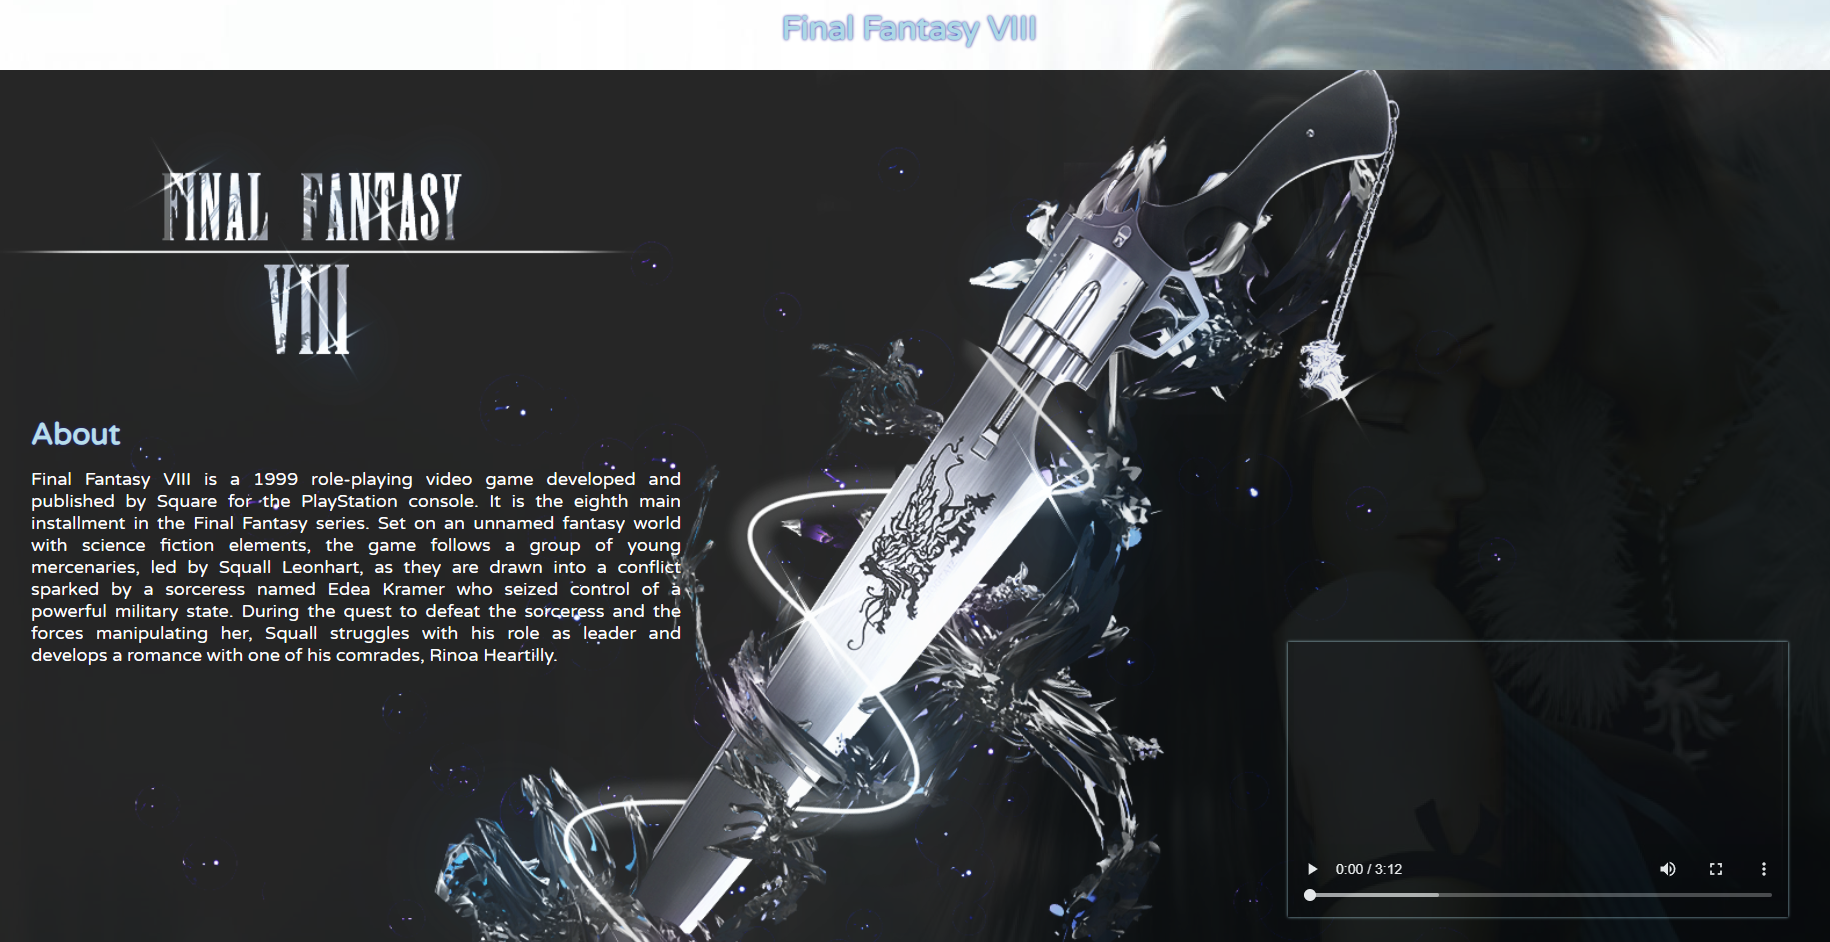 Final Fantasy VIII
FINAL FANTASY
VIII
About
Final Fantasy VIII is a 1999 role-playing video game developed and
published by Square for the PlayStation console. It is the eighth main
installment in the Final Fantasy series. Set on an unnamed fantasy world
with science fiction elements, the game follows a group of young
mercenaries, led by Squall Leonhart, as they are drawn into a conflict
sparked by a sorceress named Edea Kramer who seized control of a
powerful military state. During the quest to defeat the sorceress and the
forces manipulating her, Squall struggles with his role as leader and
develops a romance with one of his comrades, Rinoa Heartilly.
0:00 / 3:12